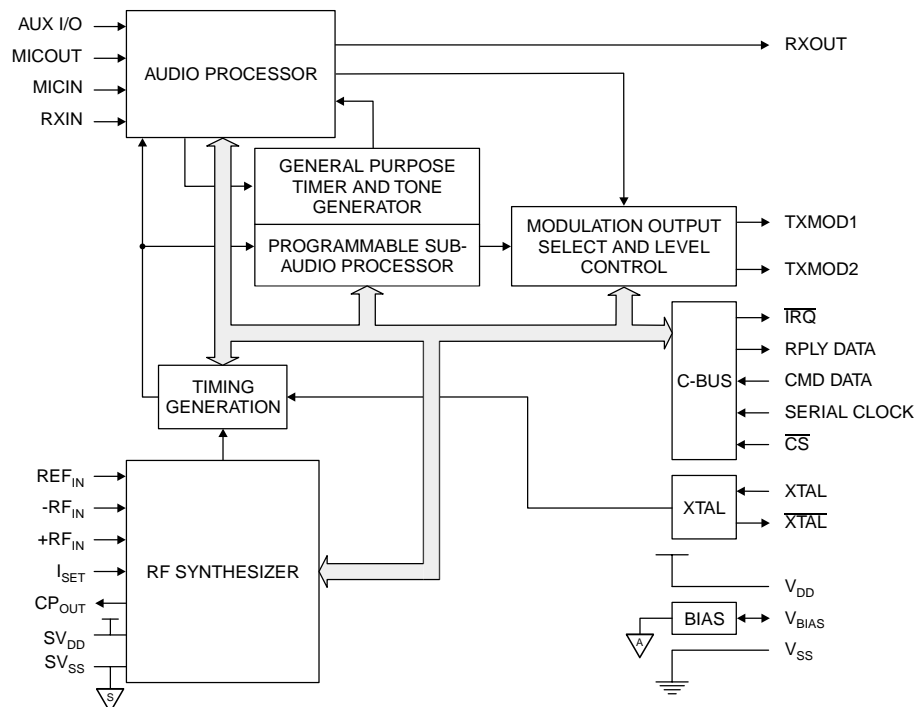 AUX I/O
MICOUT
MICIN
RXIN
AUDIO PROCESSOR
RXOUT
GENERAL PURPOSE
TIMER AND TONE
GENERATOR
PROGRAMMABLE SUB-
AUDIO PROCESSOR
MODULATION OUTPUT
SELECT AND LEVEL
CONTROL
TXMOD1
TXMOD2
C-BUS
IRQ
RPLY DATA
CMD DATA
SERIAL CLOCK
CS
TIMING
GENERATION
REFIN
-RFIN
+RFIN
ISET
CPOUT
SVDD
SVSS
S
RF SYNTHESIZER
XTAL
XTAL
XTAL
VDD
BIAS
VBIAS
A
VSS